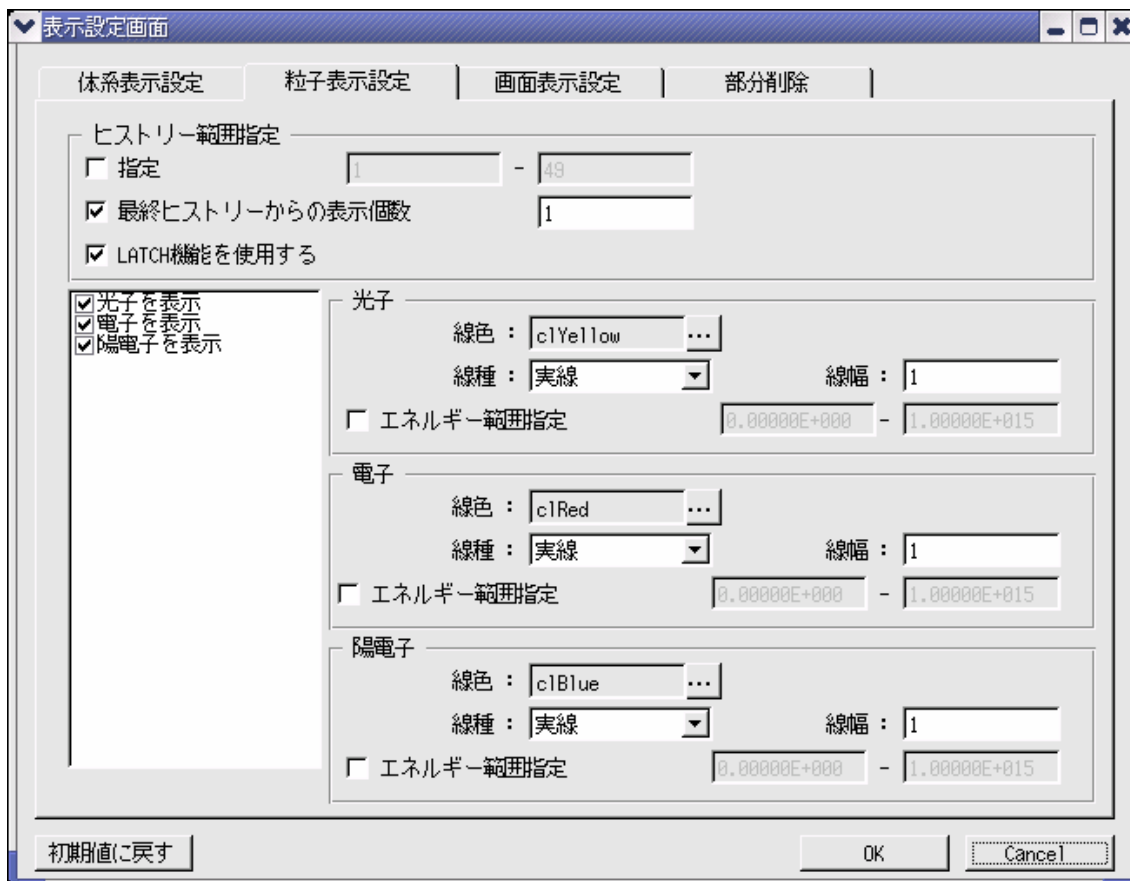 表示設定画面
体系表示設定 粒子表示設定 画面表示設定 部分削除
ヒストリー範囲指定
指定 1 - 49
最終ヒストリーからの表示個数 1
LATCH機能を使用する
光子を表示
電子を表示
陽電子を表示
光子
線色： clYellow ...
線種： 実線 線幅： 1
エネルギー範囲指定 0.00000E+000 - 1.00000E+015
電子
線色： clRed ...
線種： 実線 線幅： 1
エネルギー範囲指定 0.00000E+000 - 1.00000E+015
陽電子
線色： clBlue ...
線種： 実線 線幅： 1
エネルギー範囲指定 0.00000E+000 - 1.00000E+015
初期値に戻す OK Cancel